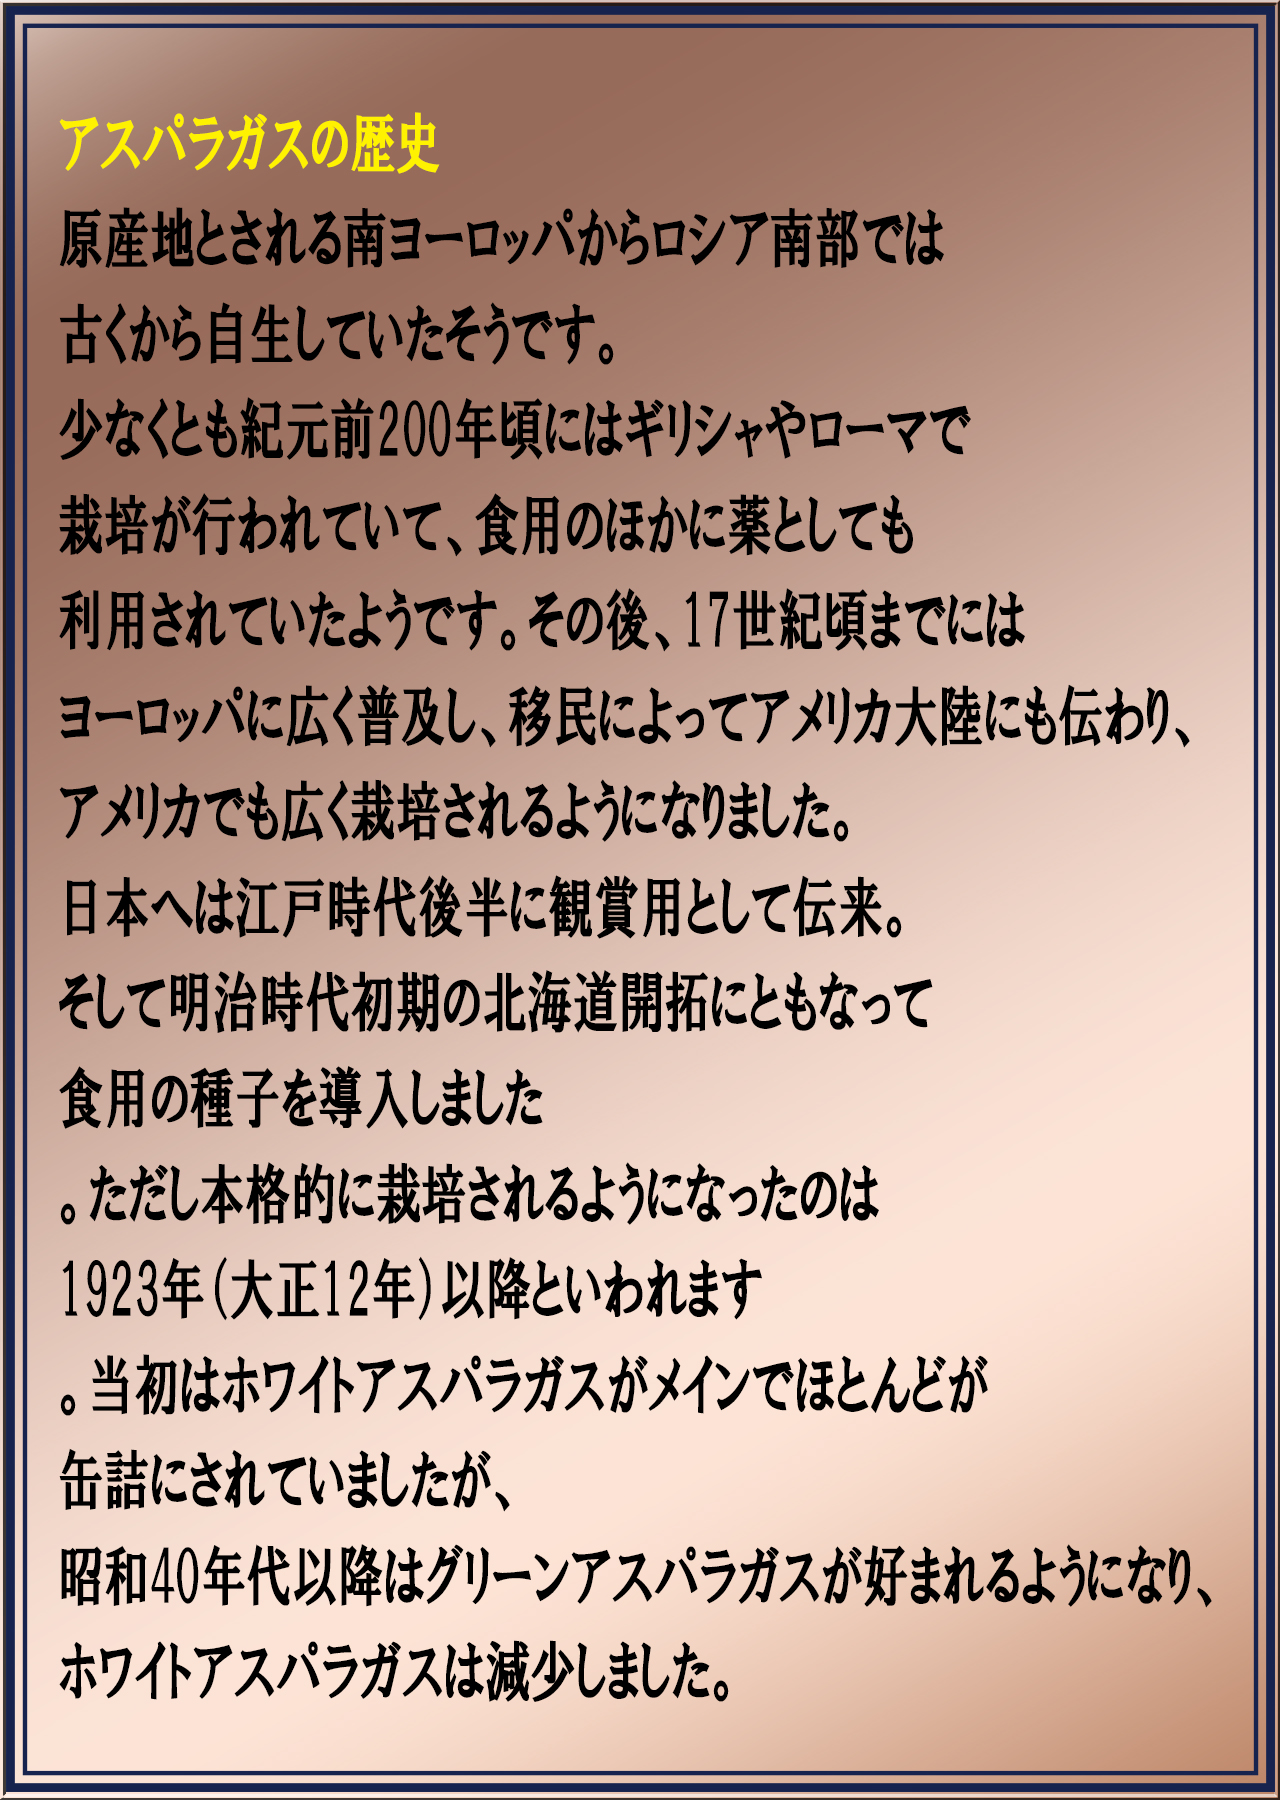 アスパラガスの歴史
原産地とされる南ヨーロッパからロシア南部では
古くから自生していたそうです。
少なくとも紀元前200年頃にはギリシャやローマで
栽培が行われていて、食用のほかに薬としても
利用されていたようです。その後、17世紀頃までには
ヨーロッパに広く普及し、移民によってアメリカ大陸にも伝わり、
アメリカでも広く栽培されるようになりました。
日本へは江戸時代後半に観賞用として伝来。
そして明治時代初期の北海道開拓にともなって
食用の種子を導入しました
。ただし本格的に栽培されるようになったのは
1923年(大正12年)以降といわれます
。当初はホワイトアスパラガスがメインでほとんどが
缶詰にされていましたが、
昭和40年代以降はグリーンアスパラガスが好まれるようになり、
ホワイトアスパラガスは減少しました。